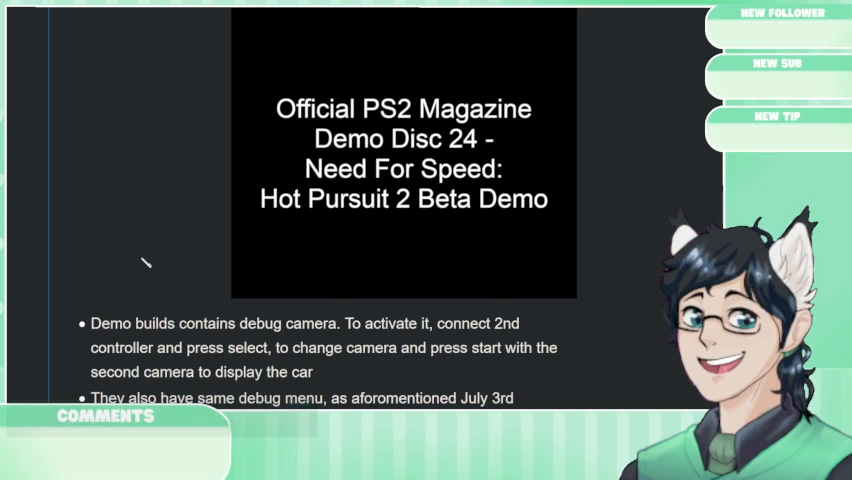 NEW FOLLOWER
NEW SUB
NEW TIP
Official PS2 Magazine
Demo Disc 24 -
Need For Speed:
Hot Pursuit 2 Beta Demo
• Demo builds contains debug camera. To activate it, connect 2nd
controller and press select, to change camera and press start with the
second camera to display the car
• They also have same debug menu, as aforomentioned July 3rd
COMMENTS